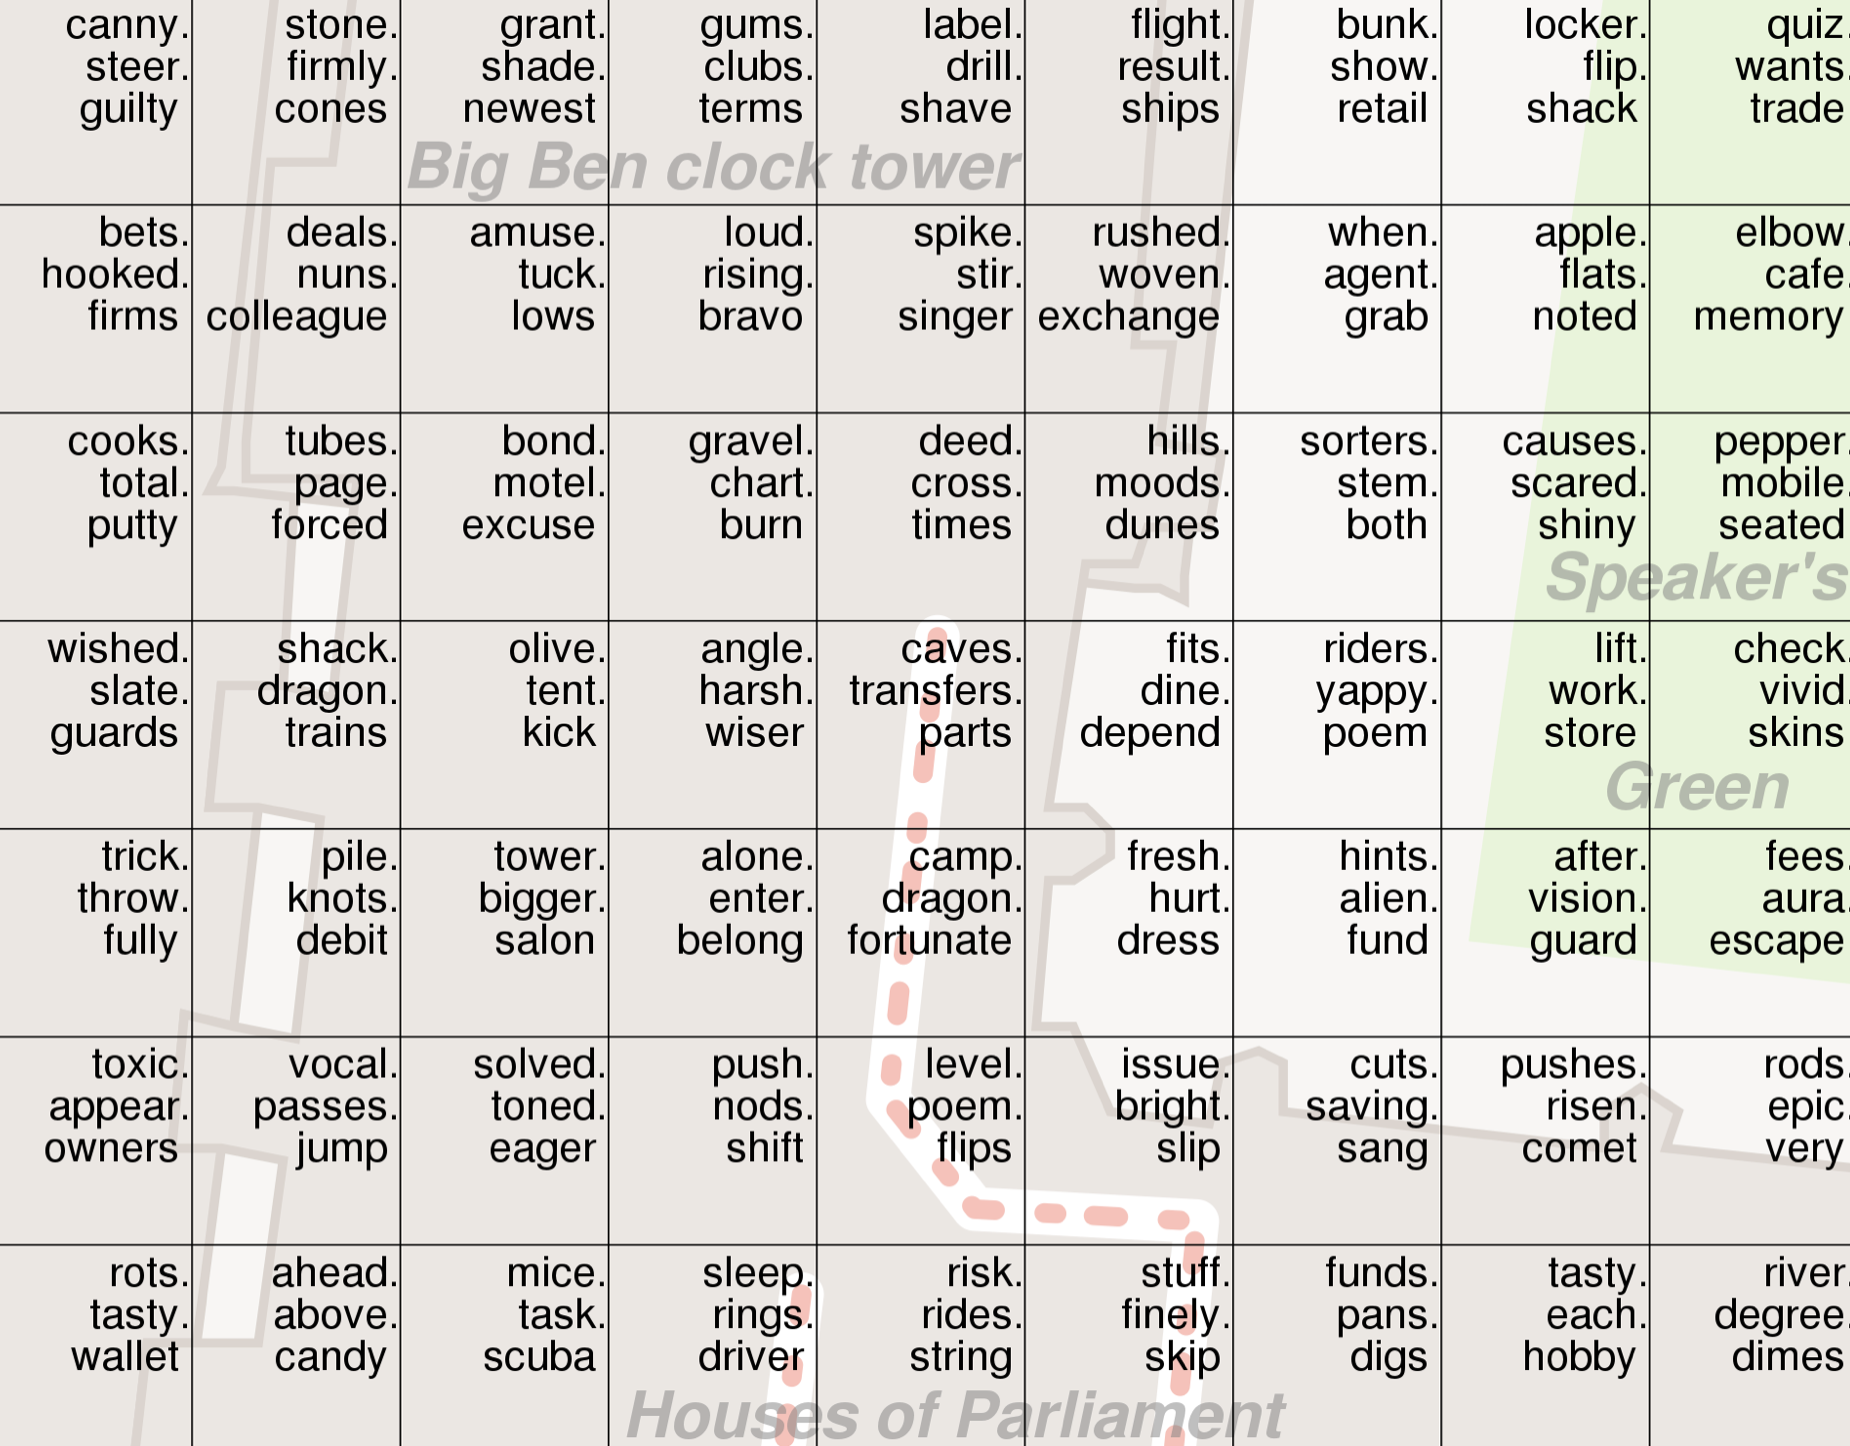 canny. stone. grant. gums. label. flight. bunk. locker. quiz.
steer. firmly. shade. clubs. drill. result. show. flip. wants.
guilty cones newest terms shave ships retail shack trade
Big Ben clock tower
bets. deals. amuse. loud. spike. rushed. when. apple. elbow.
hooked. nuns. tuck. rising. stir. woven. agent. flats. cafe.
firms colleague lows bravo singer exchange grab noted memory
cooks. tubes. bond. gravel. deed. hills. sorters. causes. pepper.
total. page. motel. chart. cross. moods. stem. scared. mobile.
putty forced excuse burn times dunes both shiny seated
Speaker's
wished. shack. olive. angle. caves. fits. riders. lift. check.
slate. dragon. tent. harsh. transfers. dine. yappy. work. vivid.
guards trains kick wiser parts depend poem store skins
Green
trick. pile. tower. alone. camp. fresh. hints. after. fees.
throw. knots. bigger. enter. dragon. hurt. alien. vision. aura.
fully debit salon belong fortunate dress fund guard escape
toxic. vocal. solved. push. level. issue. cuts. pushes. rods.
appear. passes. toned. nods. poem. bright. saving. risen. epic.
owners jump eager shift flips slip sang comet very
rots. ahead. mice. sleep. risk. stuff. funds. tasty. river.
tasty. above. task. rings. rides. finely. pans. each. degree.
wallet candy scuba driver string skip digs hobby dimes
Houses of Parliament